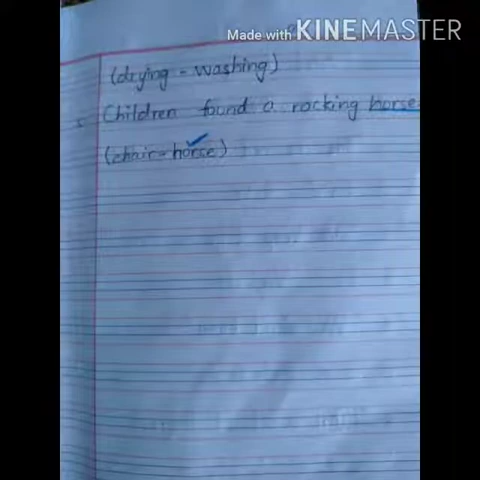 Made with KINEMASTER
(drying - washing)
Children found a rocking horse
(chair - horse)